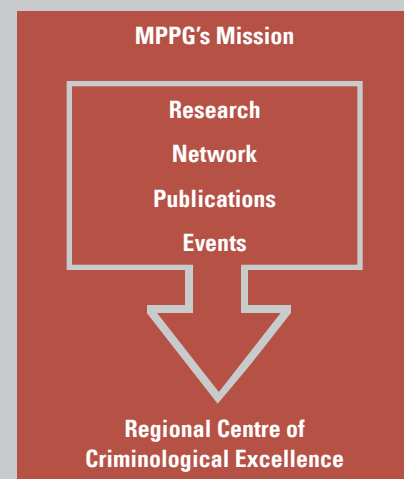 MPPG's Mission
Research
Network
Publications
Events
Regional Centre of
Criminological Excellence